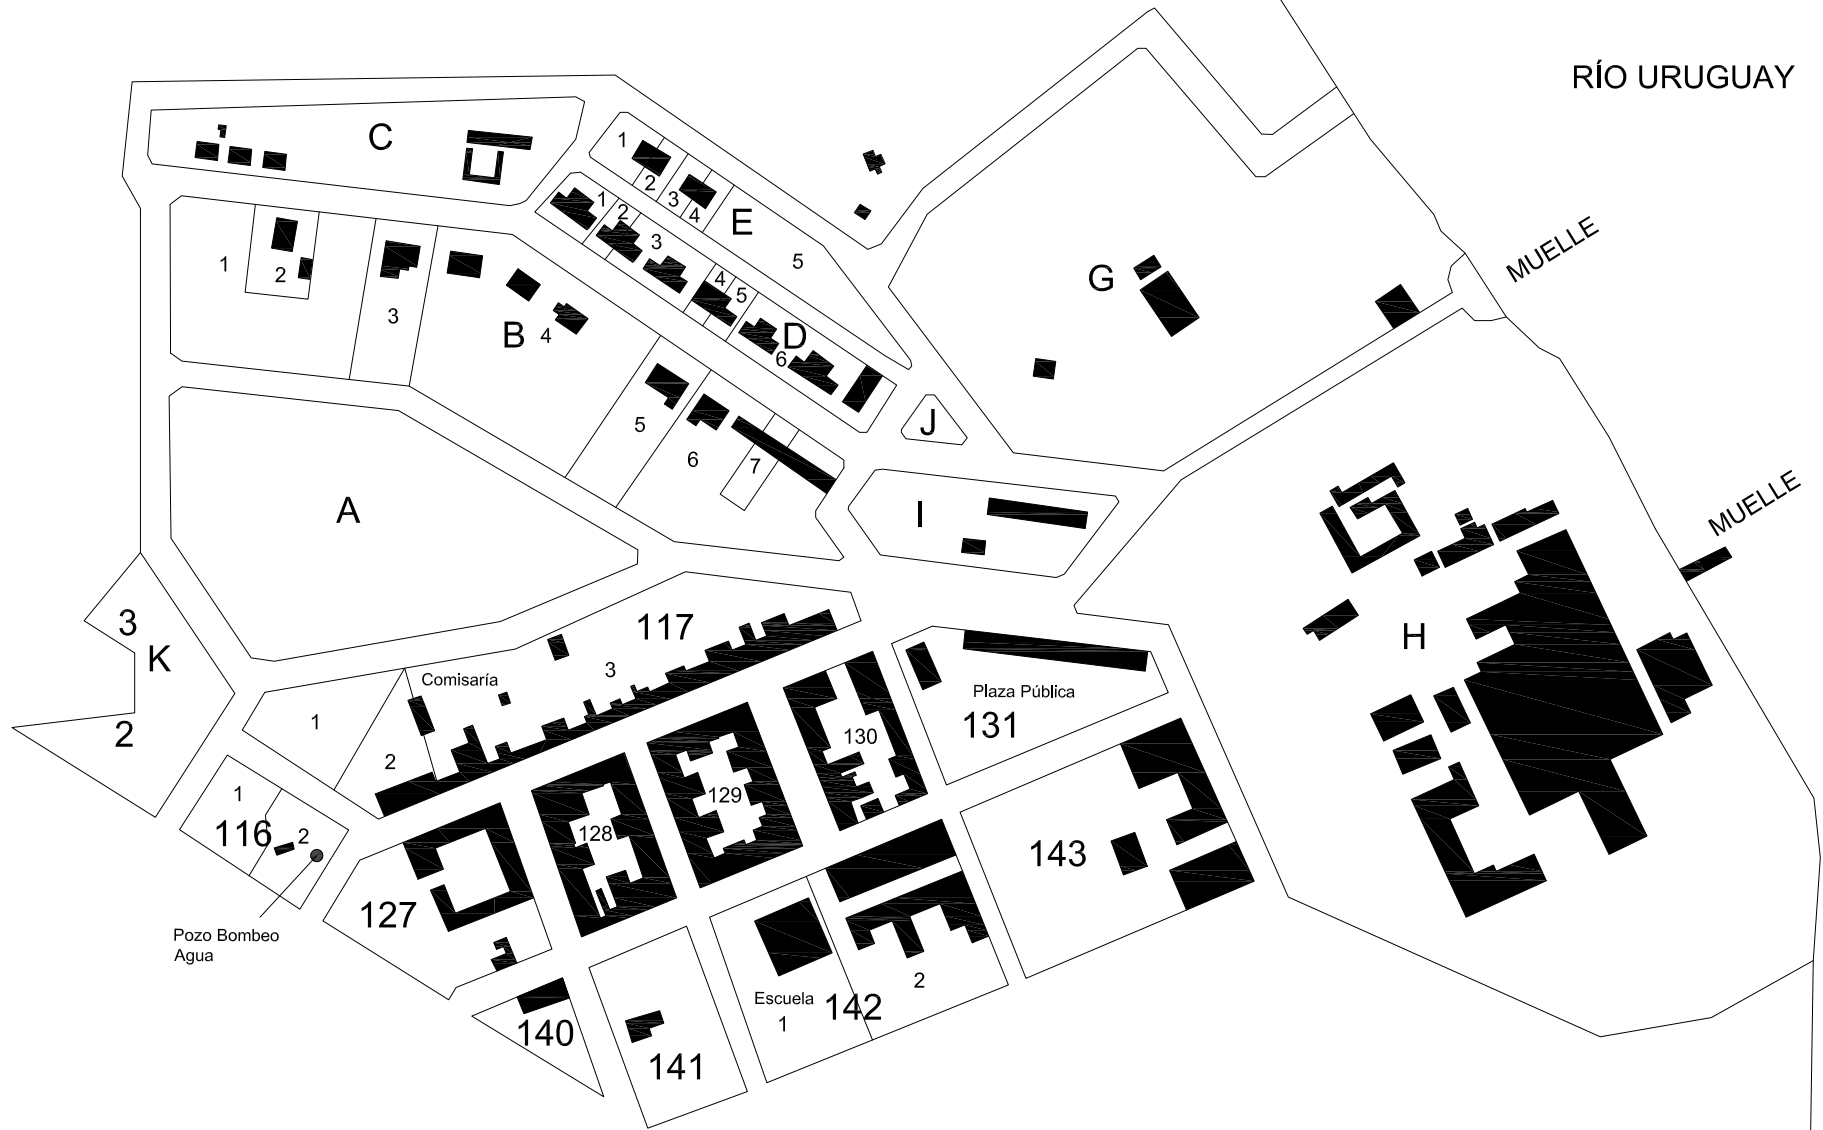 RÍO URUGUAY
C
1
2
3
4
E
5
1
2
3
4
5
D
6
1
2
3
B
4
5
6
7
G
MUELLE
J
I
A
MUELLE
H
3
K
2
117
3
Comisaría
1
2
Plaza Pública
131
130
129
128
1
116
2
143
127
Pozo Bombeo
Agua
2
Escuela
142
1
140
141